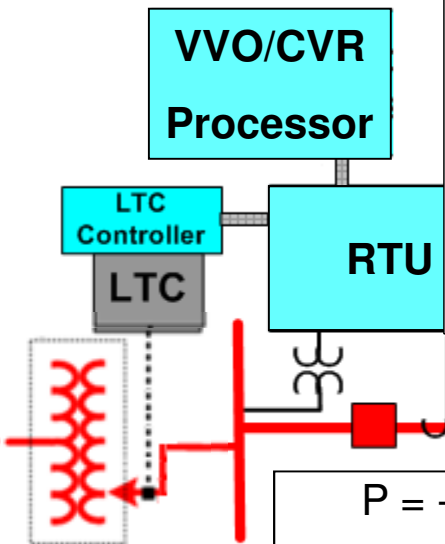 VVO/CVR
Processor
LTC
Controller
LTC
RTU
P = -